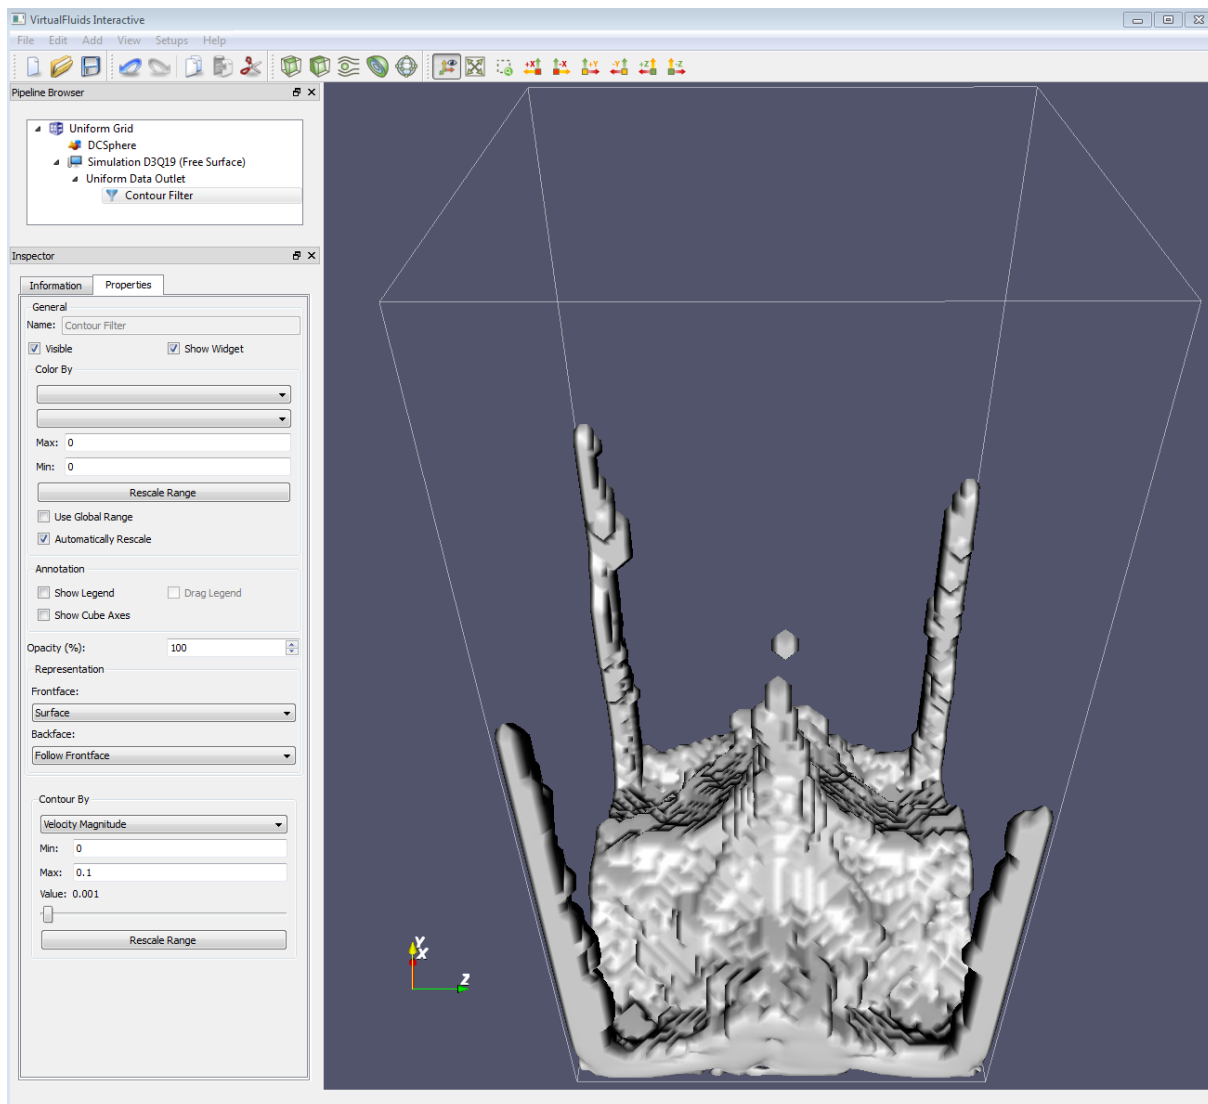 VirtualFluids Interactive
File Edit Add View Setups Help
+X -X +Y -Y +Z -Z
Pipeline Browser
Uniform Grid
DCSphere
Simulation D3Q19 (Free Surface)
Uniform Data Outlet
Contour Filter
Inspector
Information Properties
General
Name: Contour Filter
Visible Show Widget
Color By
Max: 0
Min: 0
Rescale Range
Use Global Range
Automatically Rescale
Annotation
Show Legend Drag Legend
Show Cube Axes
Opacity (%): 100
Representation
Frontface:
Surface
Backface:
Follow Frontface
Contour By
Velocity Magnitude
Min: 0
Max: 0.1
Value: 0.001
Rescale Range
Y
X
Z